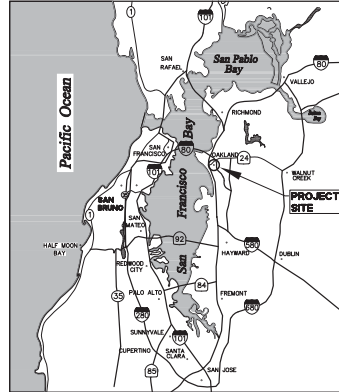 1
101
SAN
RAFAEL
San Pablo
Bay
80
VALLEJO
Pacific Ocean
RICHMOND
SAN
FRANCISCO
Bay
80
OAKLAND
24
101
WALNUT
CREEK
PROJECT
SITE
SAN
BRUNO
Francisco
1
SAN
MATEO
92
580
HALF MOON
BAY
HAYWARD
DUBLIN
REDWOOD
CITY
San
84
35
PALO ALTO
FREMONT
280
680
SUNNYVALE
101
CUPERTINO
SANTA
CLARA
85
SAN JOSE